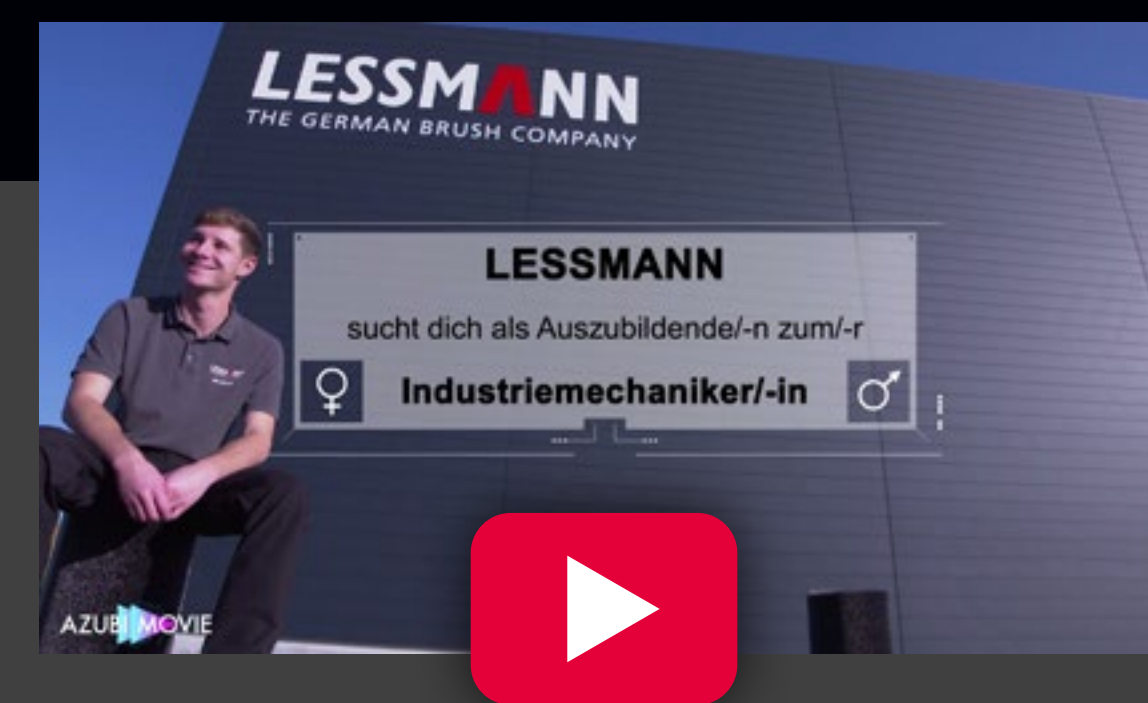 LESSMANN
THE GERMAN BRUSH COMPANY
LESSMANN
sucht dich als Auszubildende/-n zum/-r
Industriemechaniker/-in
AZUBI MOVIE